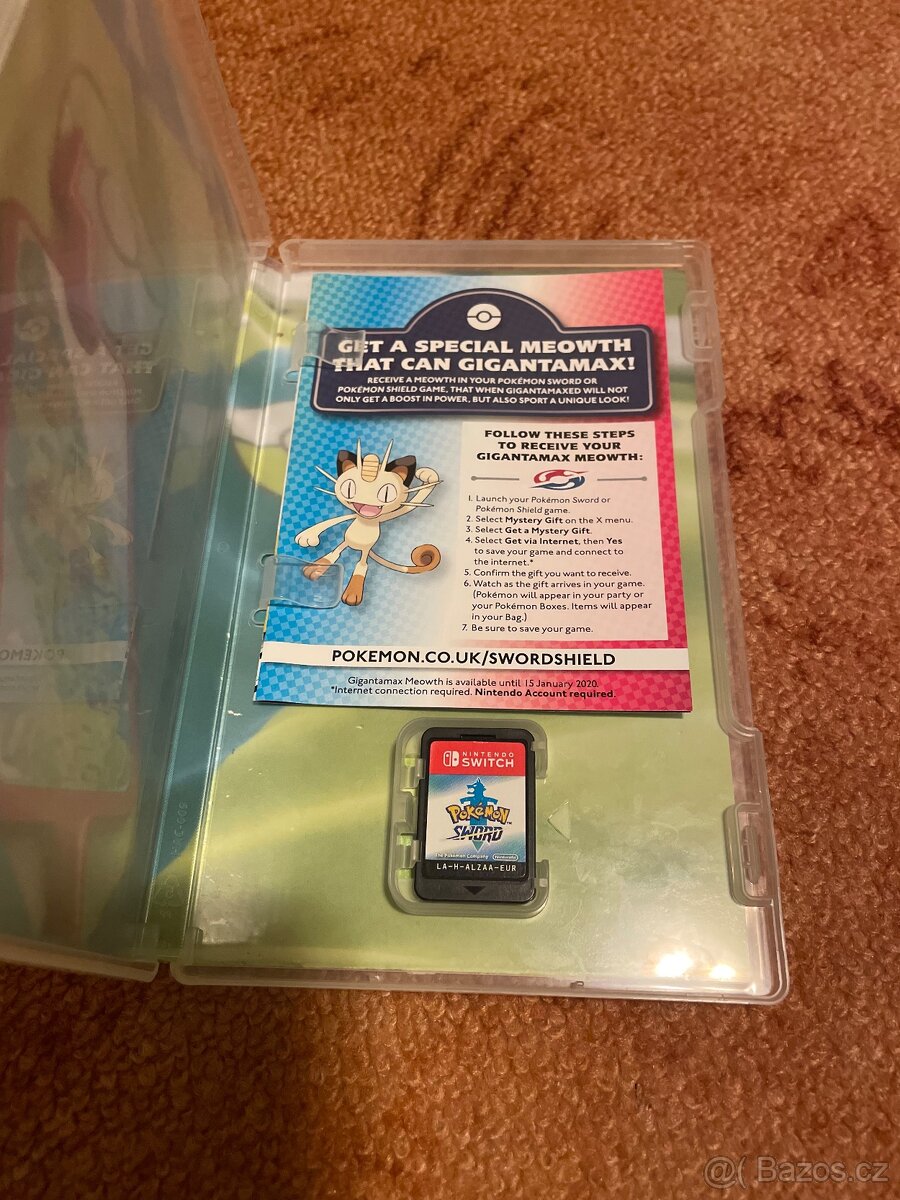 GET A SPECIAL MEOWTH
THAT CAN GIGANTAMAX!
RECEIVE A MEOWTH IN YOUR POKÉMON SWORD OR
POKÉMON SHIELD GAME, THAT WHEN GIGANTAMAXED WILL NOT
ONLY GET A BOOST IN POWER, BUT ALSO SPORT A UNIQUE LOOK!
FOLLOW THESE STEPS
TO RECEIVE YOUR
GIGANTAMAX MEOWTH:
1. Launch your Pokémon Sword or
Pokémon Shield game.
2. Select Mystery Gift on the X menu.
3. Select Get a Mystery Gift.
4. Select Get via Internet, then Yes
to save your game and connect to
the internet.*
5. Confirm the gift you want to receive.
6. Watch as the gift arrives in your game.
(Pokémon will appear in your party or
your Pokémon Boxes. Items will appear
in your Bag.)
7. Be sure to save your game.
POKEMON.CO.UK/SWORDSHIELD
Gigantamax Meowth is available until 15 January 2020.
*Internet connection required. Nintendo Account required.
NINTENDO
SWITCH
POKéMON™
SWORD
The Pokémon Company Nintendo
LA-H-ALZAA-EUR
@( Bazos.cz